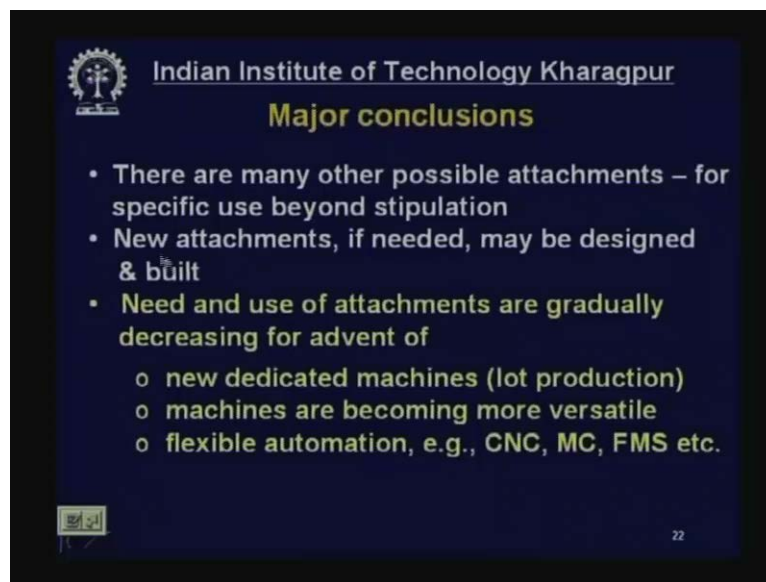 Indian Institute of Technology Kharagpur
Major conclusions
• There are many other possible attachments – for
specific use beyond stipulation
• New attachments, if needed, may be designed
& built
• Need and use of attachments are gradually
decreasing for advent of
o new dedicated machines (lot production)
o machines are becoming more versatile
o flexible automation, e.g., CNC, MC, FMS etc.
22